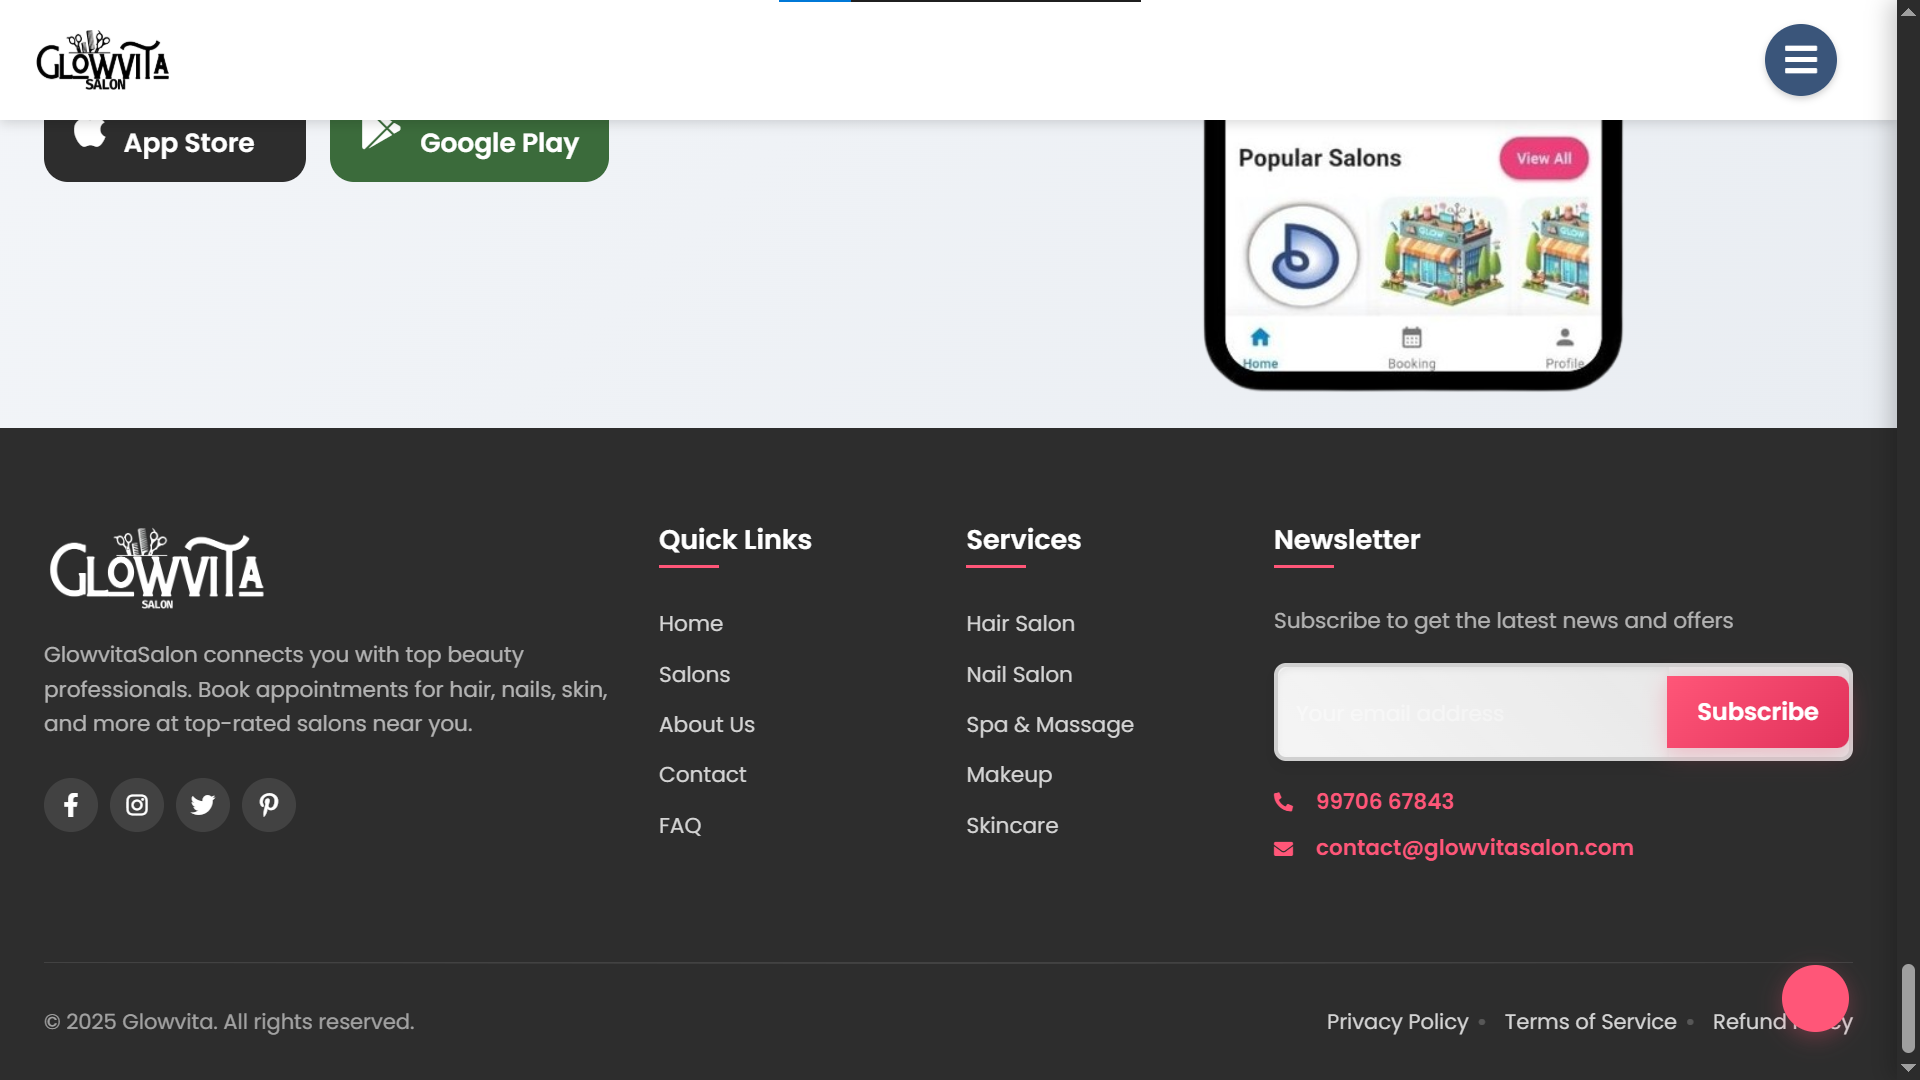 GLOWVITA
SALON
App Store
Google Play
Popular Salons
View All
GLOW
GLOW
Home
Booking
Profile
GLOWVITA
SALON
GlowvitaSalon connects you with top beauty
professionals. Book appointments for hair, nails, skin,
and more at top-rated salons near you.
Quick Links
Home
Salons
About Us
Contact
FAQ
Services
Hair Salon
Nail Salon
Spa & Massage
Makeup
Skincare
Newsletter
Subscribe to get the latest news and offers
Your email address
Subscribe
99706 67843
contact@glowvitasalon.com
© 2025 Glowvita. All rights reserved.
Privacy Policy • Terms of Service • Refund